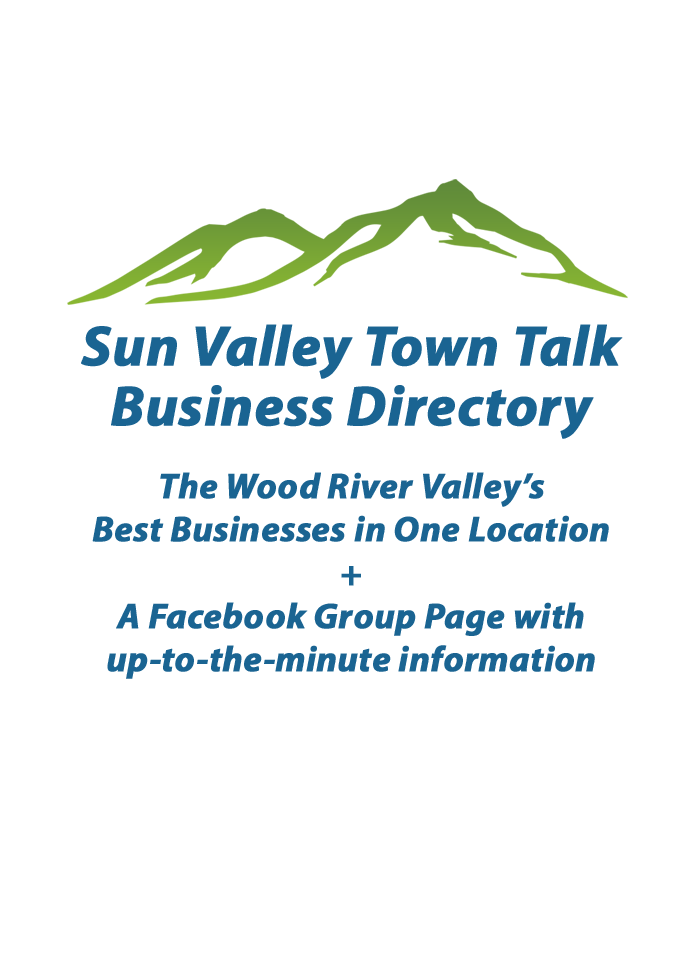 Sun Valley Town Talk
Business Directory
The Wood River Valley’s
Best Businesses in One Location
+
A Facebook Group Page with
up-to-the-minute information